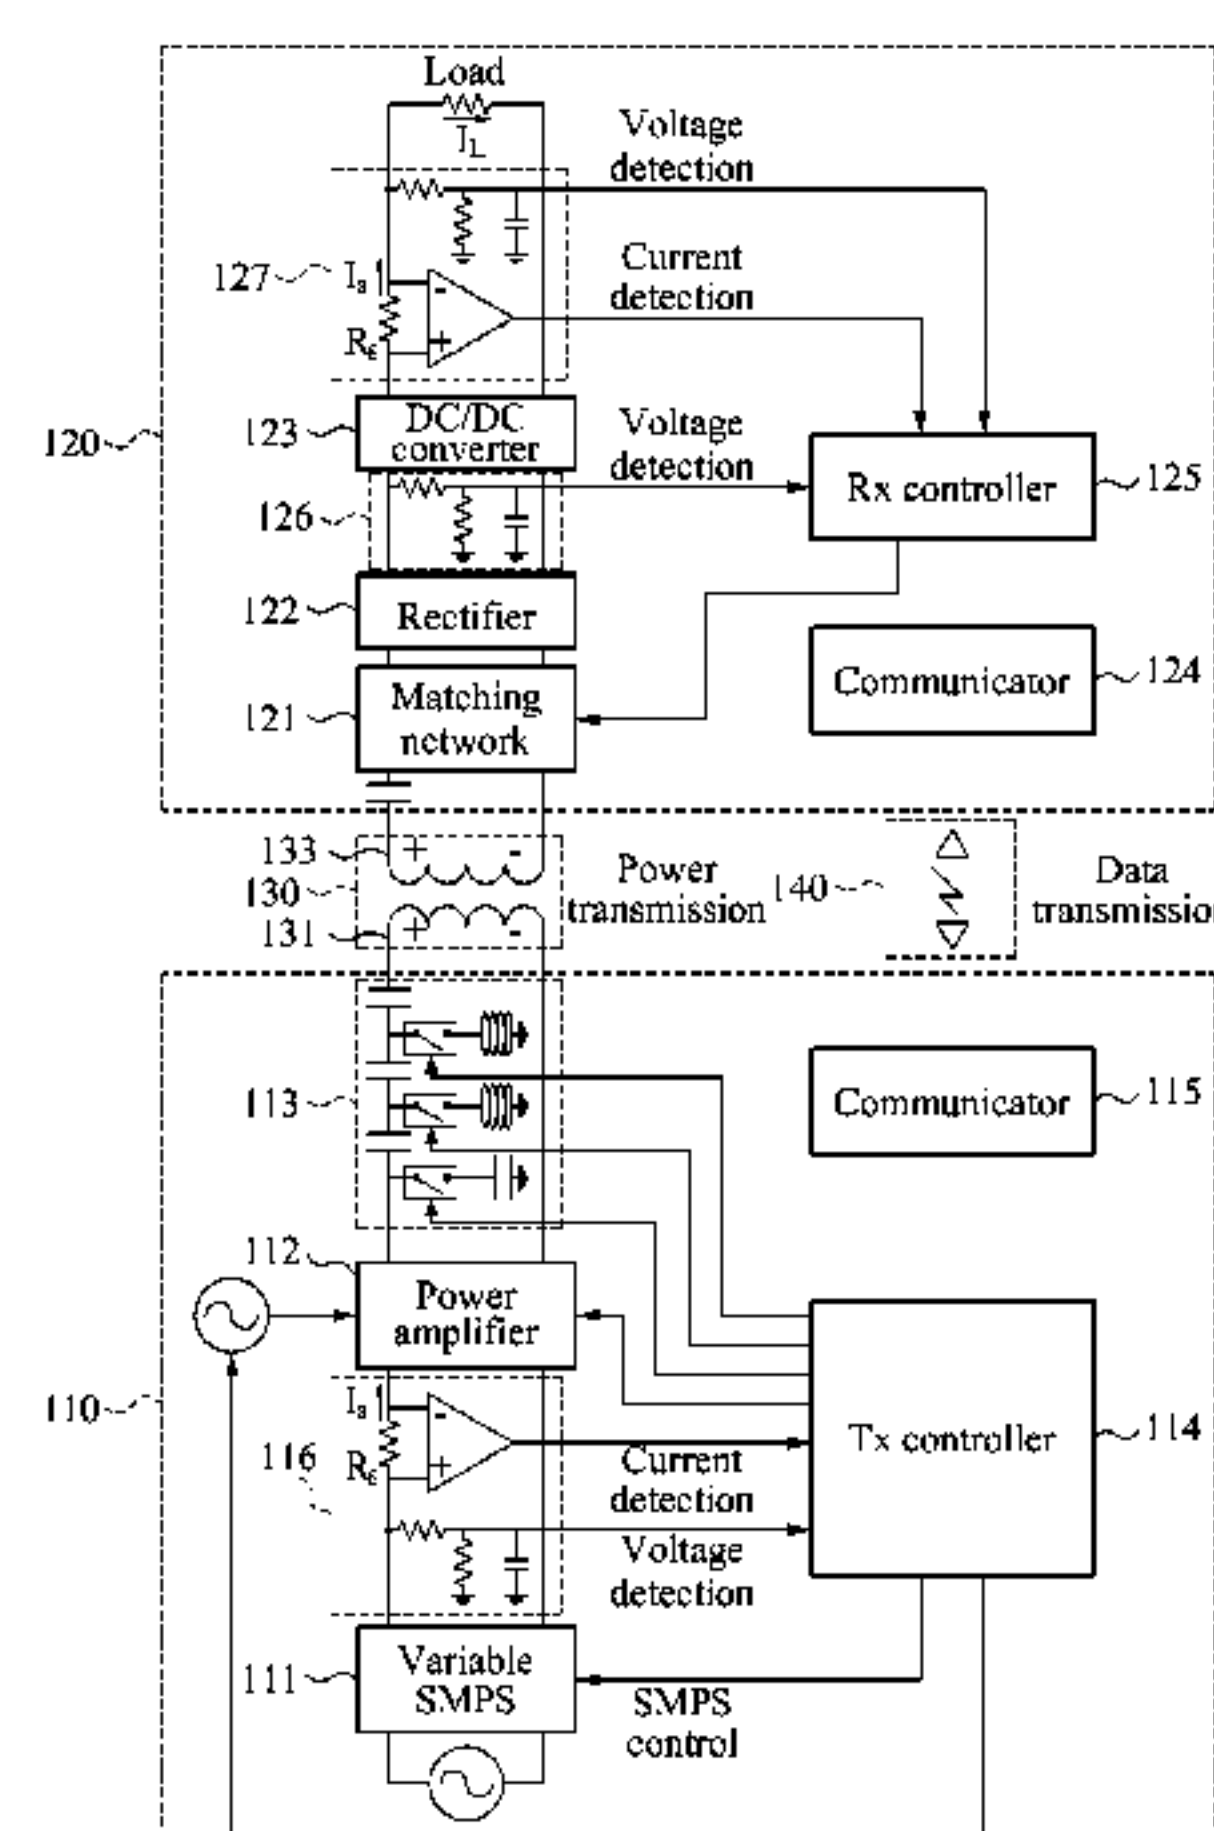 Load
I_L
Voltage
detection
127
I_s
Current
detection
R_s
120
123
DC/DC
converter
Voltage
detection
Rx controller
125
126
122
Rectifier
Communicator
124
121
Matching
network
133
+ -
130
Power
transmission
140
Data
131
+ -
113
Communicator
115
112
Power
amplifier
110
I_s
Tx controller
114
116
R_s
Current
detection
Voltage
detection
111
Variable
SMPS
SMPS
control